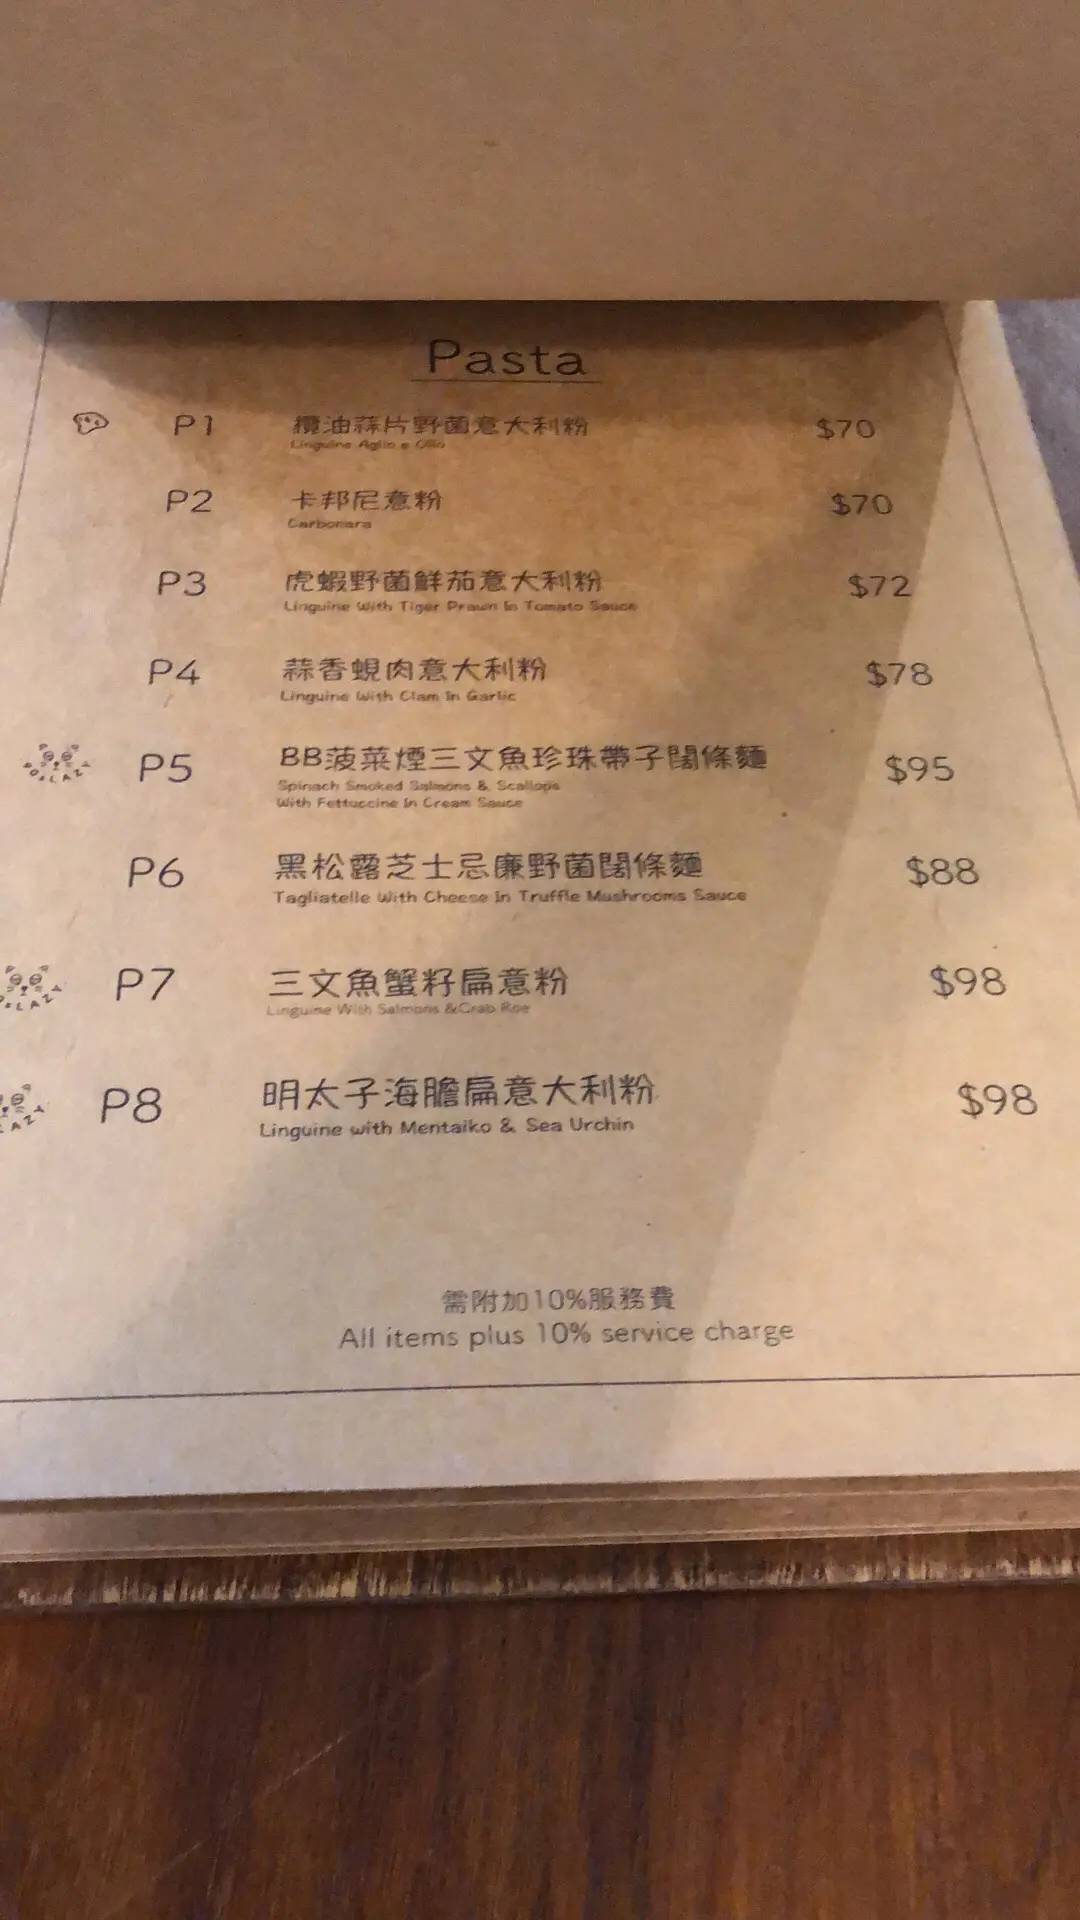 Pasta
P1 欖油蒜片野菌意大利粉 $70
Linguine Aglio e Olio
P2 卡邦尼意粉 $70
Carbonara
P3 虎蝦野菌鮮茄意大利粉 $72
Linguine With Tiger Prawn In Tomato Sauce
P4 蒜香蜆肉意大利粉 $78
Linguine With Clam In Garlic
P5 BB菠菜煙三文魚珍珠帶子闊條麵 $95
Spinach Smoked Salmons & Scallops
With Fettuccine In Cream Sauce
P6 黑松露芝士忌廉野菌闊條麵 $88
Tagliatelle With Cheese In Truffle Mushrooms Sauce
P7 三文魚蟹籽扁意粉 $98
Linguine With Salmons &Crab Roe
P8 明太子海膽扁意大利粉 $98
Linguine with Mentaiko & Sea Urchin
需附加10%服務費
All items plus 10% service charge